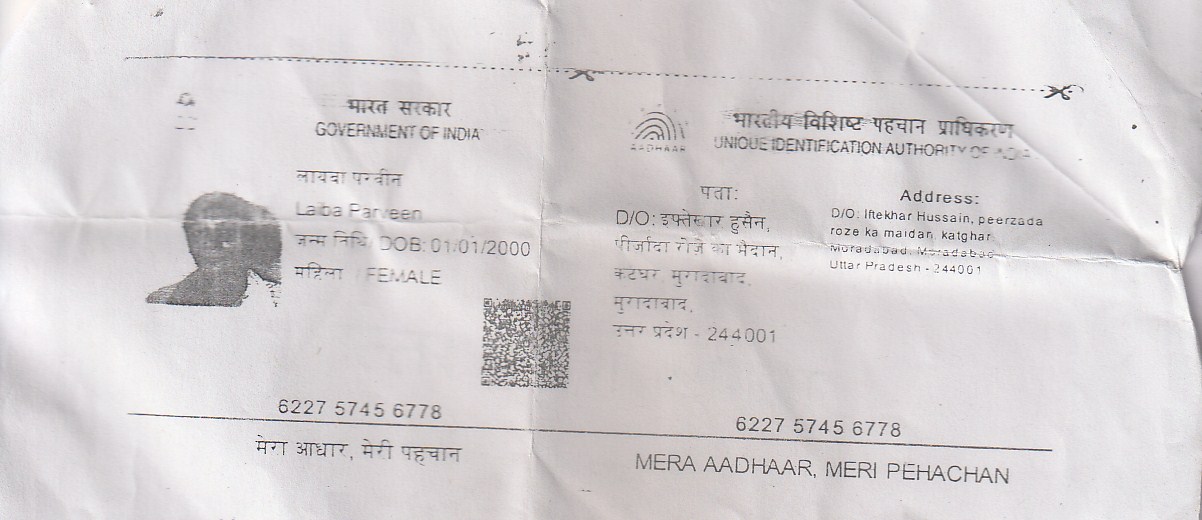 भारत सरकार
GOVERNMENT OF INDIA
लायबा परवीन
Laiba Parveen
जन्म तिथि DOB: 01/01/2000
महिला / FEMALE
6227 5745 6778
मेरा आधार, मेरी पहचान
AADHAAR
भारतीय विशिष्ट पहचान प्राधिकरण
UNIQUE IDENTIFICATION AUTHORITY OF INDIA
पता:
D/O: इफ्तेखार हुसैन,
पीरजादा रोज़े का मैदान,
कटघर, मुरादाबाद,
मुरादाबाद,
उत्तर प्रदेश - 244001
Address:
D/O: Iftekhar Hussain, peerzada
roze ka maidan, katghar
Moradabad, Moradabad
Uttar Pradesh - 244001
6227 5745 6778
MERA AADHAAR, MERI PEHACHAN